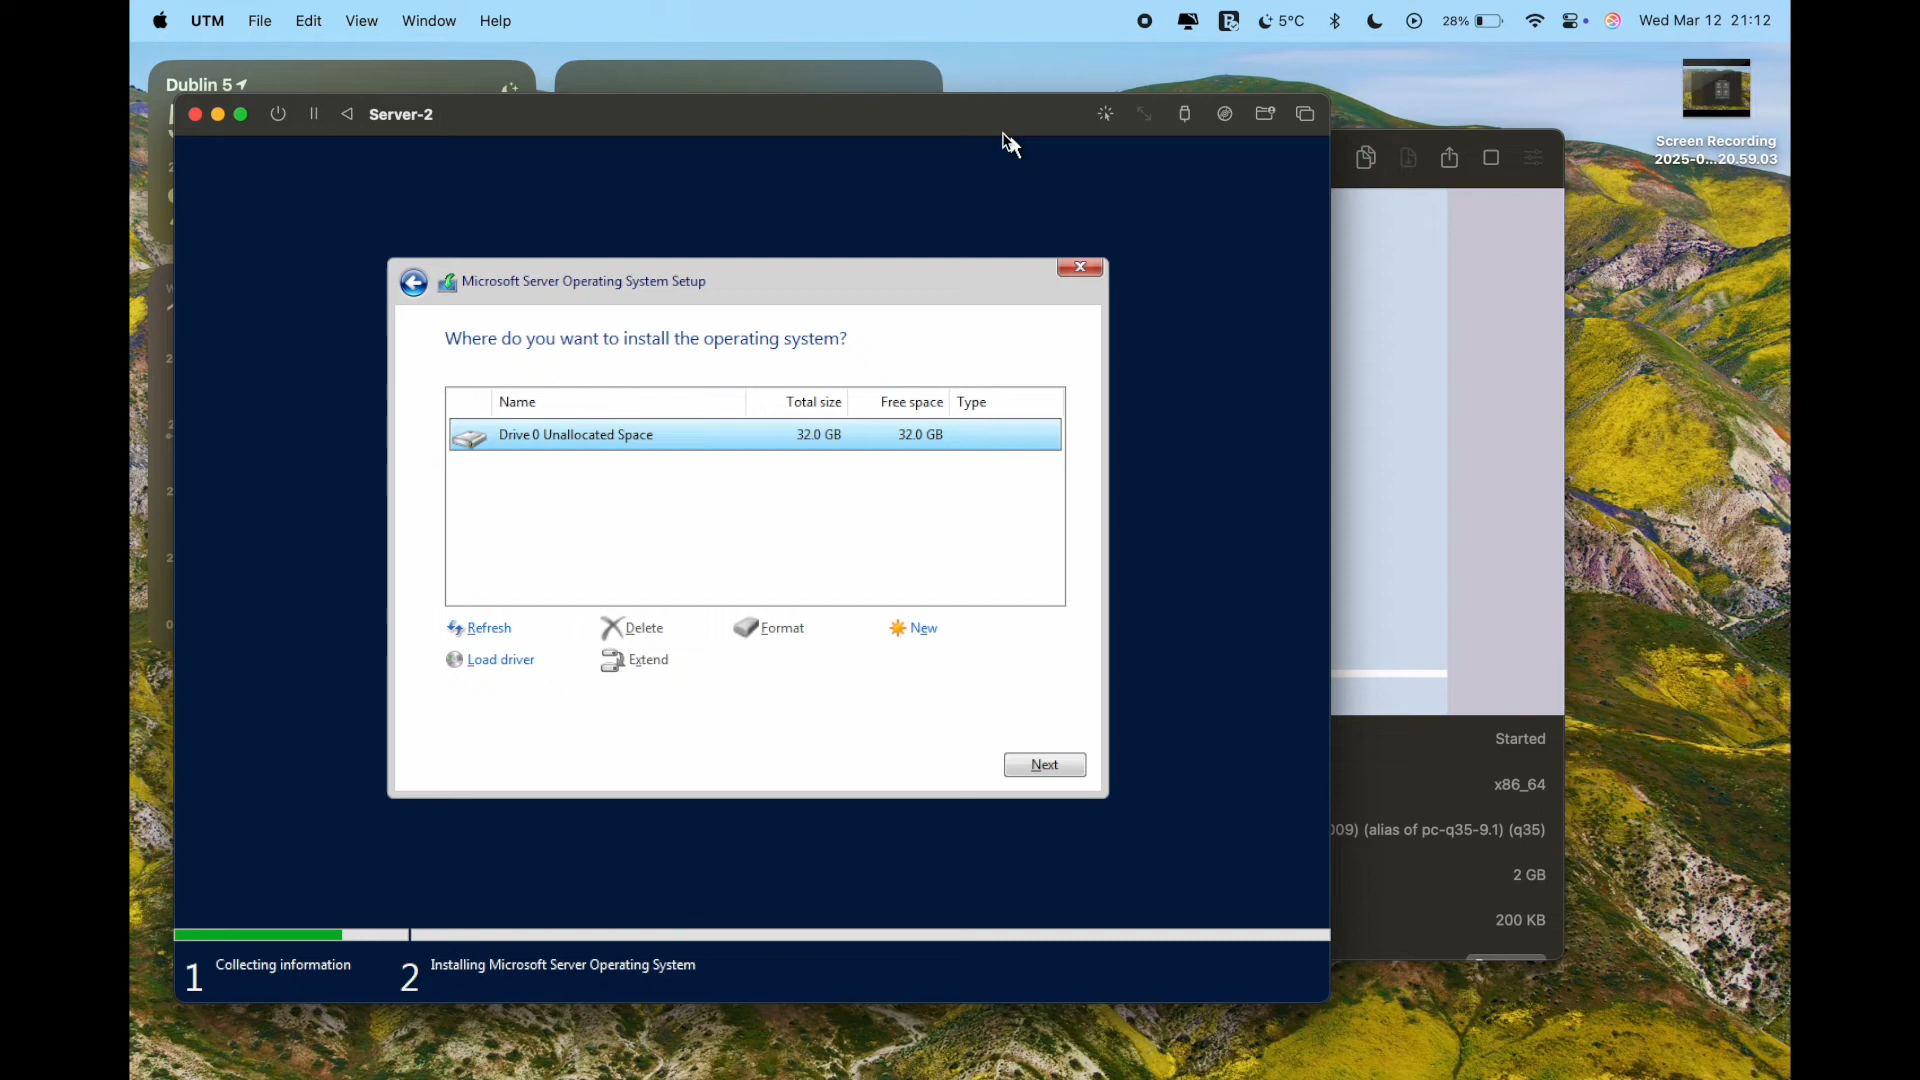 UTM File Edit View Window Help
5°C 28% Wed Mar 12 21:12
Dublin 5
Server-2
Screen Recording
2025-0...20.59.03
Microsoft Server Operating System Setup
Where do you want to install the operating system?
Name Total size Free space Type
Drive 0 Unallocated Space 32.0 GB 32.0 GB
Refresh Delete Format New
Load driver Extend
Next
Started
x86_64
009) (alias of pc-q35-9.1) (q35)
2 GB
200 KB
1 Collecting information 2 Installing Microsoft Server Operating System